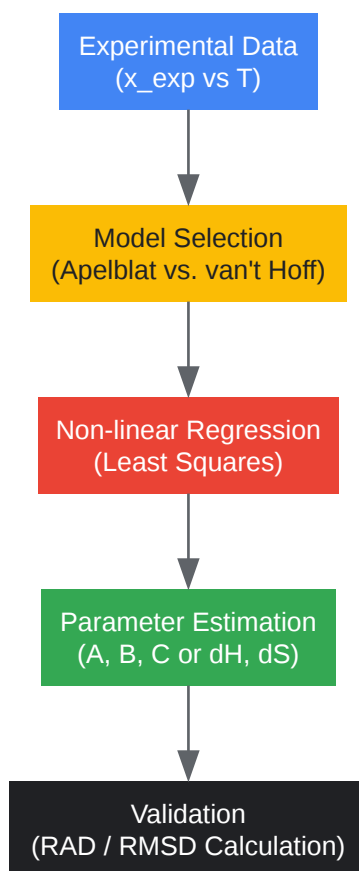 Experimental Data
(x_exp vs T)
Model Selection
(Apelblat vs. van't Hoff)
Non-linear Regression
(Least Squares)
Parameter Estimation
(A, B, C or dH, dS)
Validation
(RAD / RMSD Calculation)